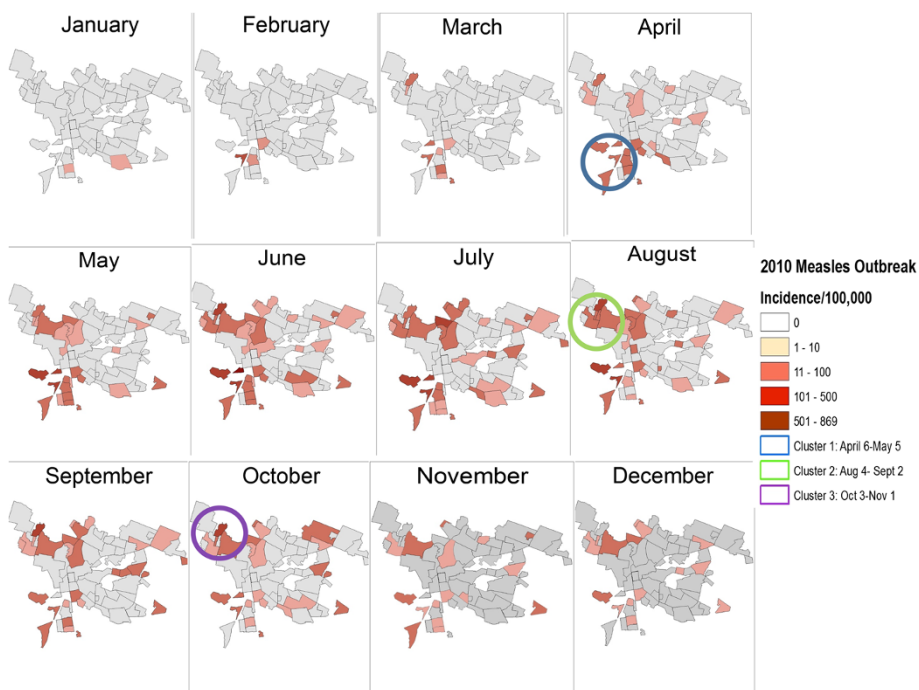 January
February
March
April
May
June
July
August
2010 Measles Outbreak
Incidence/100,000
0
1 - 10
11 - 100
101 - 500
501 - 869
Cluster 1: April 6-May 5
Cluster 2: Aug 4- Sept 2
Cluster 3: Oct 3-Nov 1
September
October
November
December